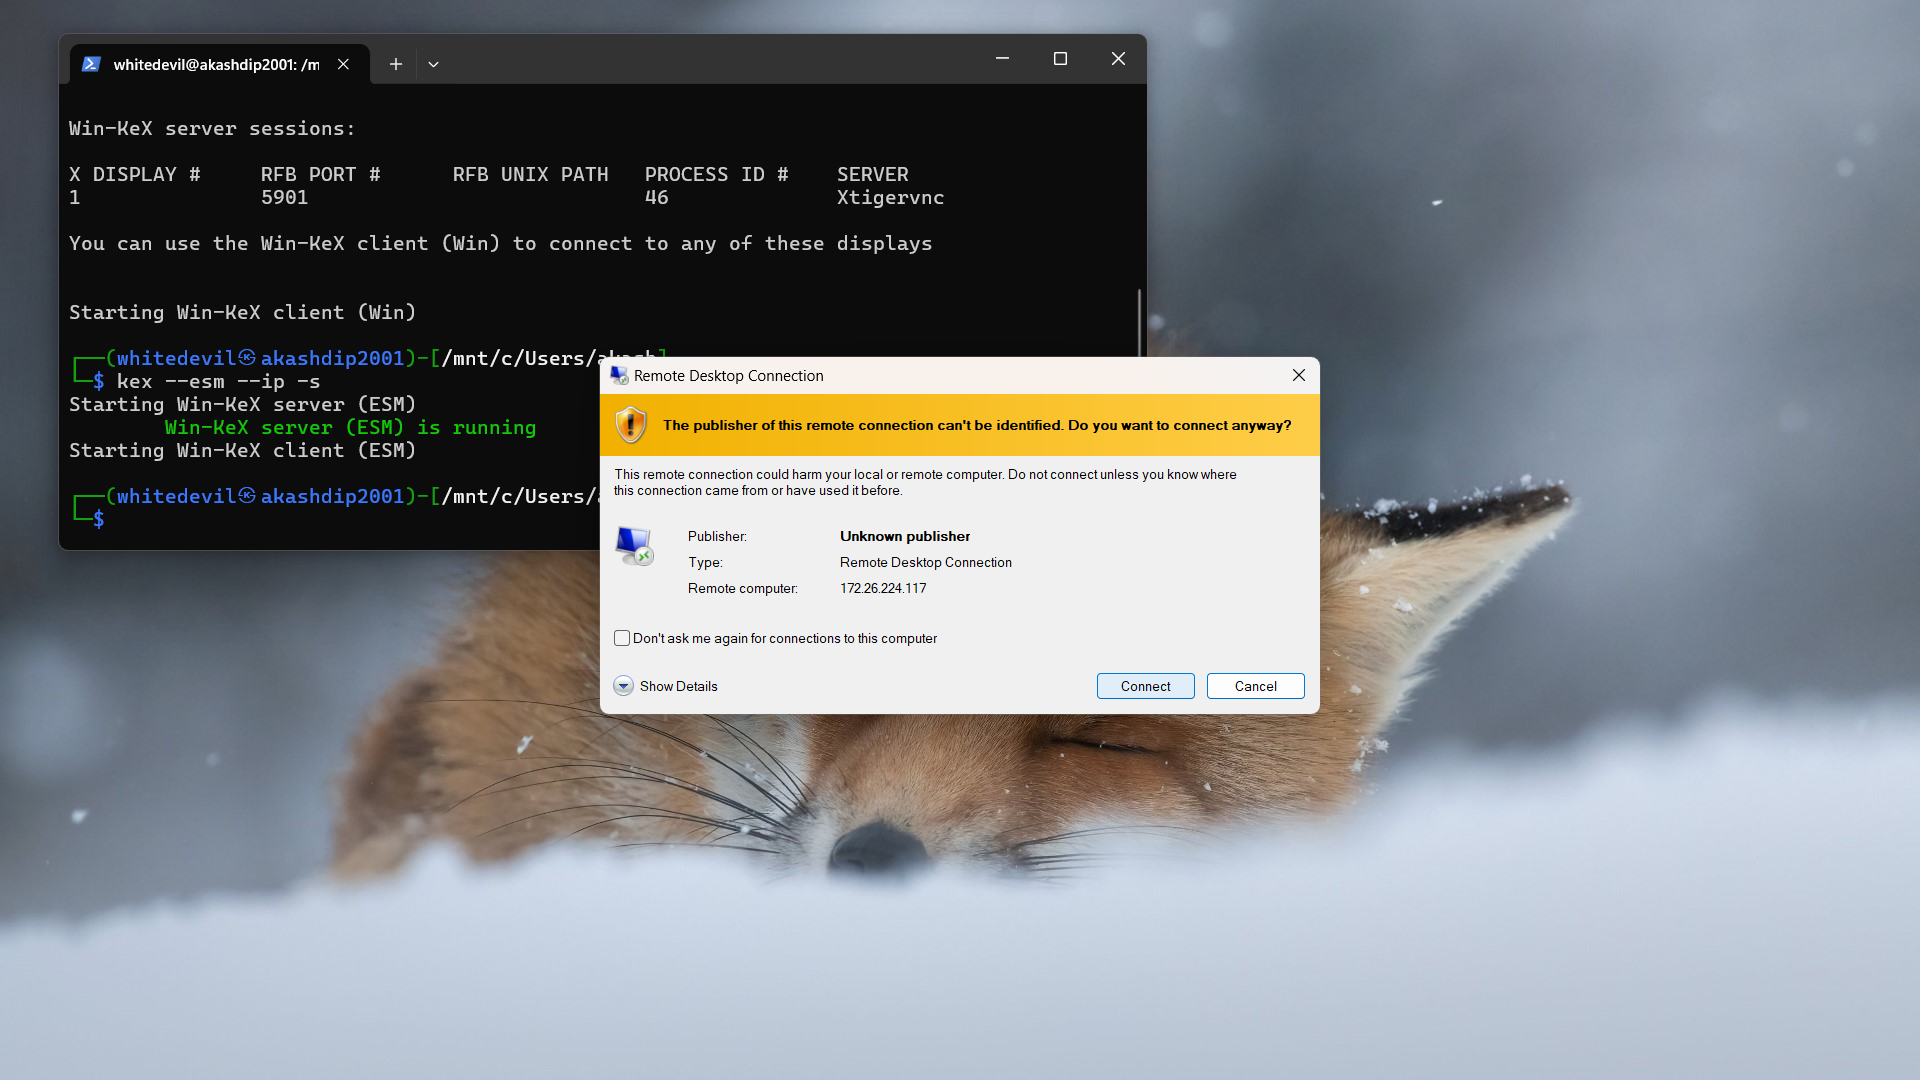 whitedevil@akashdip2001: /m
Win-KeX server sessions:
X DISPLAY # RFB PORT # RFB UNIX PATH PROCESS ID # SERVER
1 5901 46 Xtigervnc
You can use the Win-KeX client (Win) to connect to any of these displays
Starting Win-KeX client (Win)
┌──(whitedevil㉿akashdip2001)-[/mnt/c/Users/akash]
└─$ kex --esm --ip -s
Starting Win-KeX server (ESM)
Win-KeX server (ESM) is running
Starting Win-KeX client (ESM)
┌──(whitedevil㉿akashdip2001)-[/mnt/c/Users/
└─$
Remote Desktop Connection
The publisher of this remote connection can't be identified. Do you want to connect anyway?
This remote connection could harm your local or remote computer. Do not connect unless you know where
this connection came from or have used it before.
Publisher: Unknown publisher
Type: Remote Desktop Connection
Remote computer: 172.26.224.117
Don't ask me again for connections to this computer
Show Details Connect Cancel